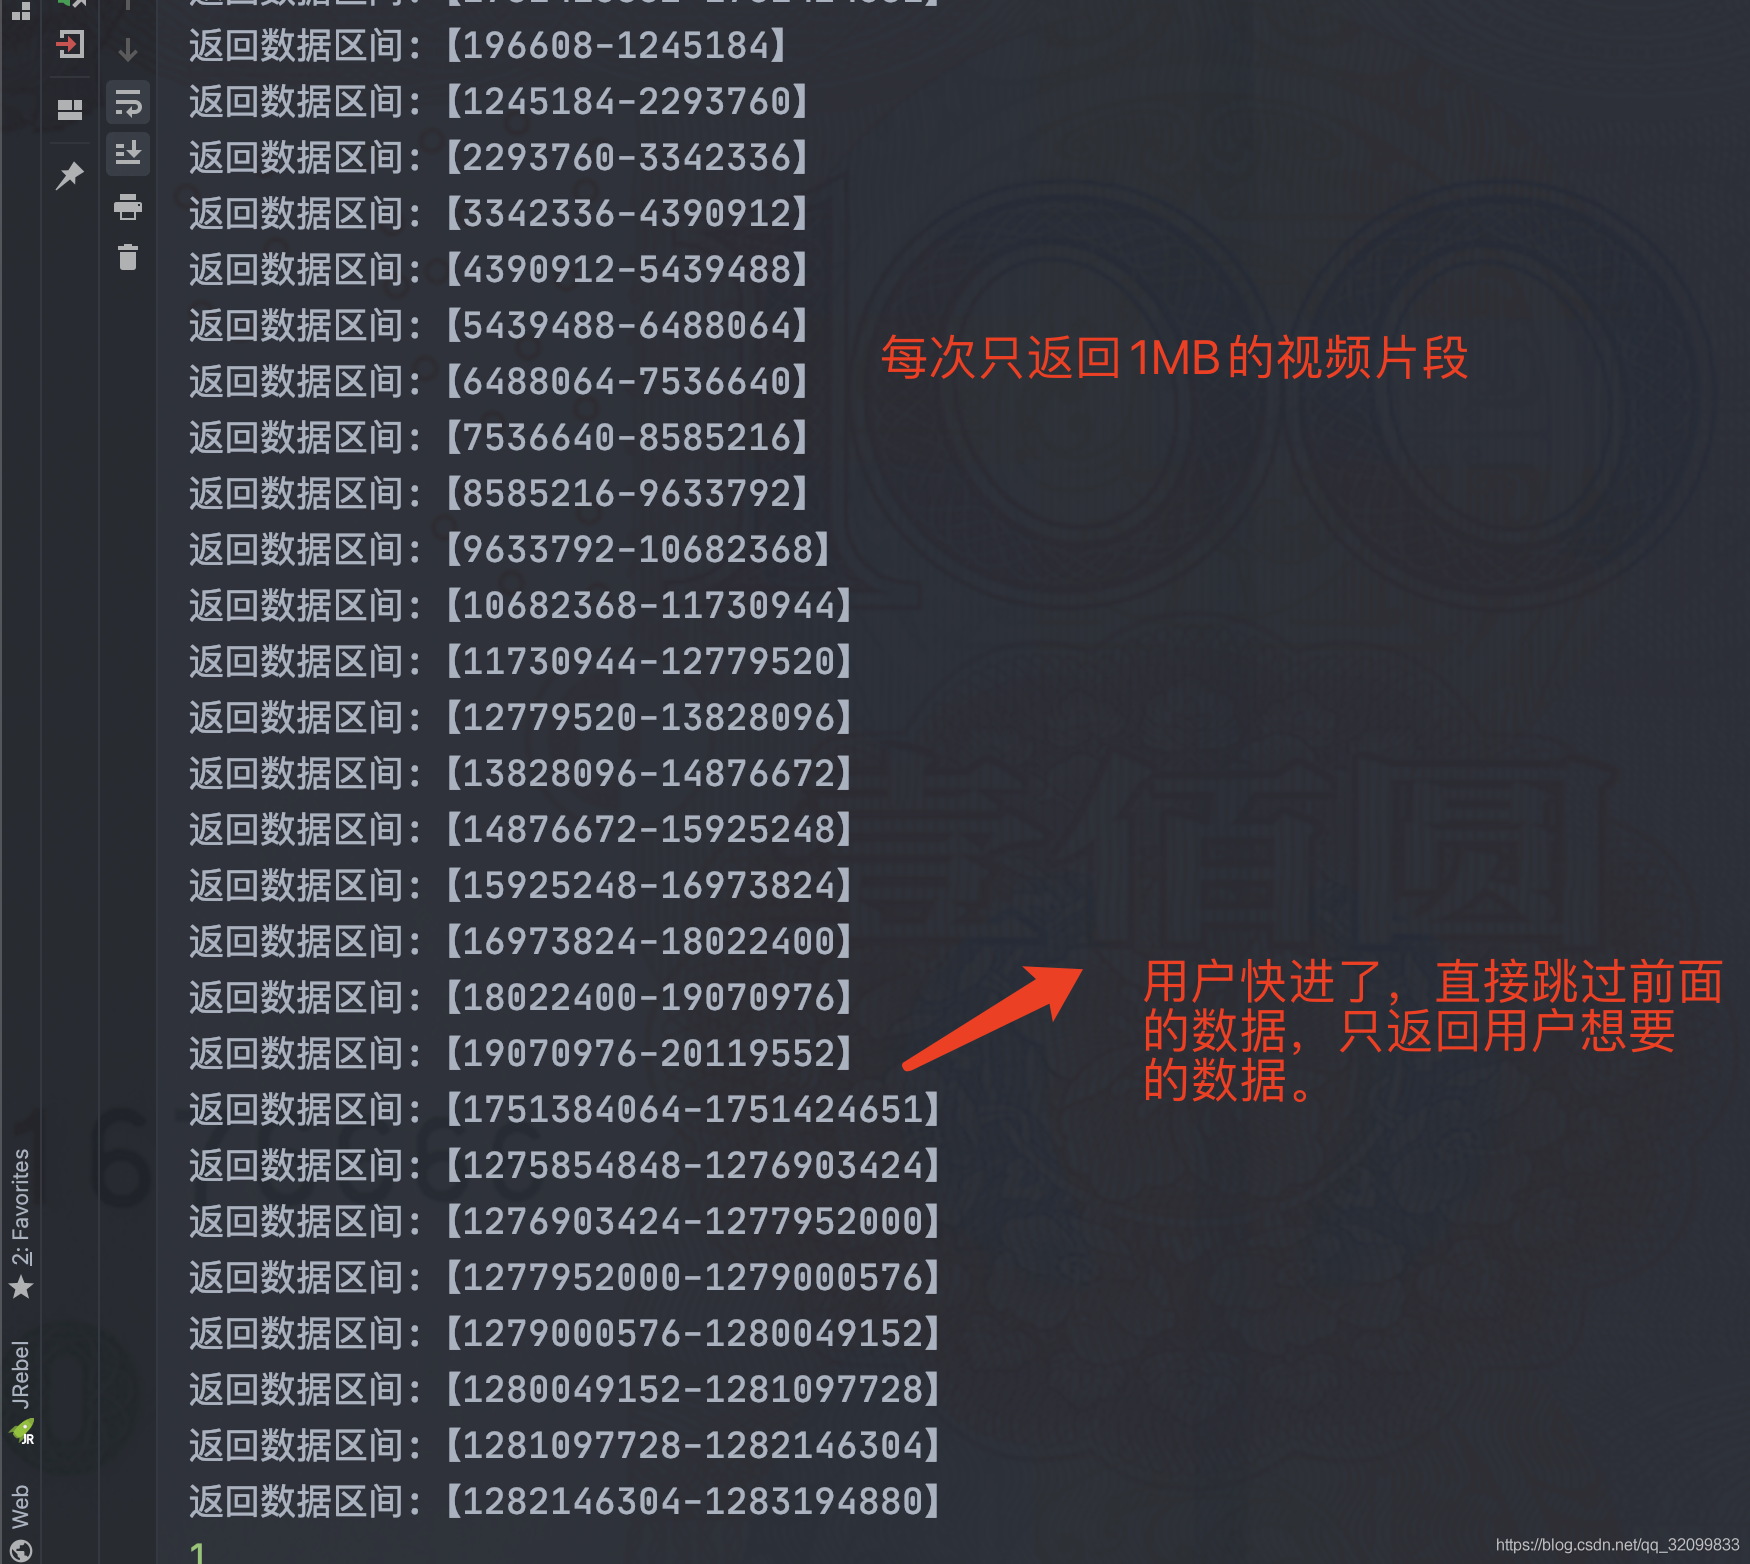 返回数据区间:【196608-1245184】
返回数据区间:【1245184-2293760】
返回数据区间:【2293760-3342336】
返回数据区间:【3342336-4390912】
返回数据区间:【4390912-5439488】
返回数据区间:【5439488-6488064】
每次只返回1MB的视频片段
返回数据区间:【6488064-7536640】
返回数据区间:【7536640-8585216】
返回数据区间:【8585216-9633792】
返回数据区间:【9633792-10682368】
返回数据区间:【10682368-11730944】
返回数据区间:【11730944-12779520】
返回数据区间:【12779520-13828096】
返回数据区间:【13828096-14876672】
返回数据区间:【14876672-15925248】
返回数据区间:【15925248-16973824】
返回数据区间:【16973824-18022400】
返回数据区间:【18022400-19070976】
返回数据区间:【19070976-20119552】
用户快进了，直接跳过前面
的数据，只返回用户想要
的数据。
返回数据区间:【1751384064-1751424651】
返回数据区间:【1275854848-1276903424】
返回数据区间:【1276903424-1277952000】
返回数据区间:【1277952000-1279000576】
返回数据区间:【1279000576-1280049152】
返回数据区间:【1280049152-1281097728】
返回数据区间:【1281097728-1282146304】
返回数据区间:【1282146304-1283194880】
1
2: Favorites
JRebel
JR
Web
100
壹佰圆
https://blog.csdn.net/qq_32099833